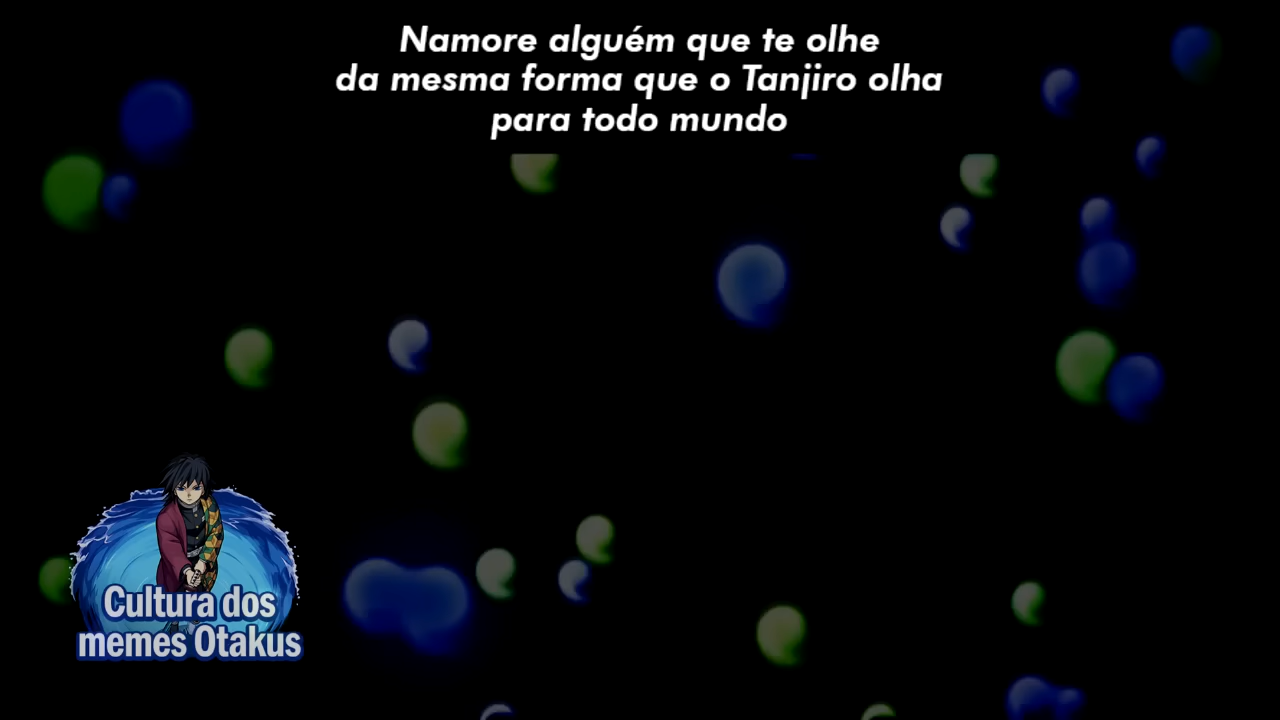 Namore alguém que te olhe
da mesma forma que o Tanjiro olha
para todo mundo
Cultura dos
memes Otakus